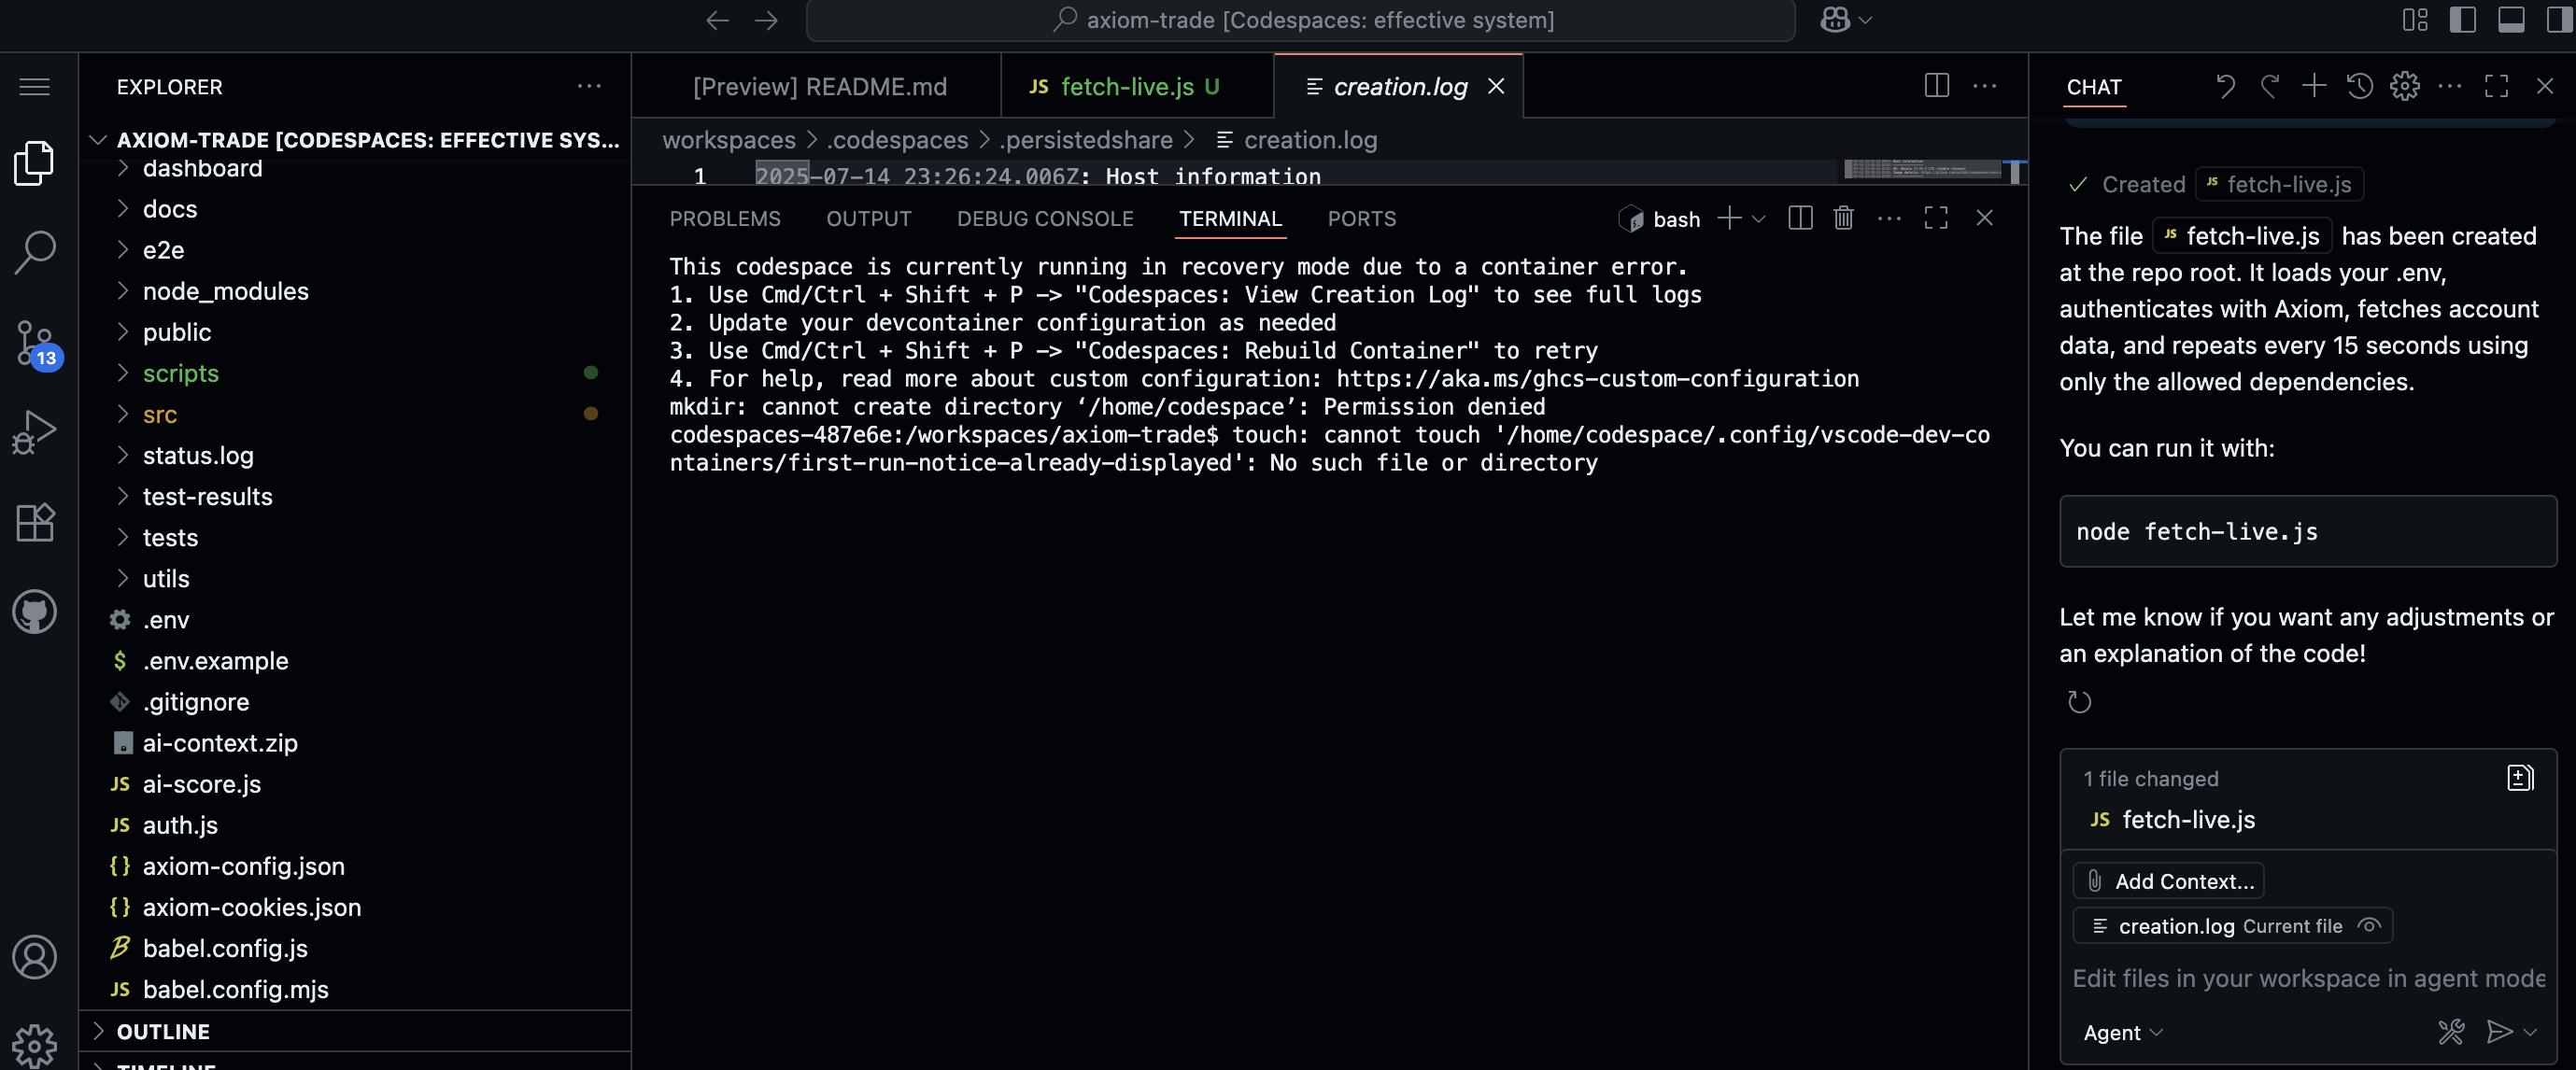 axiom-trade [Codespaces: effective system]
EXPLORER
AXIOM-TRADE [CODESPACES: EFFECTIVE SYS...
dashboard
docs
e2e
node_modules
public
scripts
src
status.log
test-results
tests
utils
.env
.env.example
.gitignore
ai-context.zip
JS ai-score.js
JS auth.js
{} axiom-config.json
{} axiom-cookies.json
babel.config.js
JS babel.config.mjs
OUTLINE
TIMELINE
13
[Preview] README.md
JS fetch-live.js U
creation.log
workspaces > .codespaces > .persistedshare > creation.log
1 2025-07-14 23:26:24.006Z: Host information
PROBLEMS OUTPUT DEBUG CONSOLE TERMINAL PORTS
bash
This codespace is currently running in recovery mode due to a container error.
1. Use Cmd/Ctrl + Shift + P -> "Codespaces: View Creation Log" to see full logs
2. Update your devcontainer configuration as needed
3. Use Cmd/Ctrl + Shift + P -> "Codespaces: Rebuild Container" to retry
4. For help, read more about custom configuration: https://aka.ms/ghcs-custom-configuration
mkdir: cannot create directory ‘/home/codespace’: Permission denied
codespaces-487e6e:/workspaces/axiom-trade$ touch: cannot touch '/home/codespace/.config/vscode-dev-co
ntainers/first-run-notice-already-displayed': No such file or directory
CHAT
Created JS fetch-live.js
The file JS fetch-live.js has been created
at the repo root. It loads your .env,
authenticates with Axiom, fetches account
data, and repeats every 15 seconds using
only the allowed dependencies.
You can run it with:
node fetch-live.js
Let me know if you want any adjustments or
an explanation of the code!
1 file changed
JS fetch-live.js
Add Context...
creation.log Current file
Edit files in your workspace in agent mode
Agent